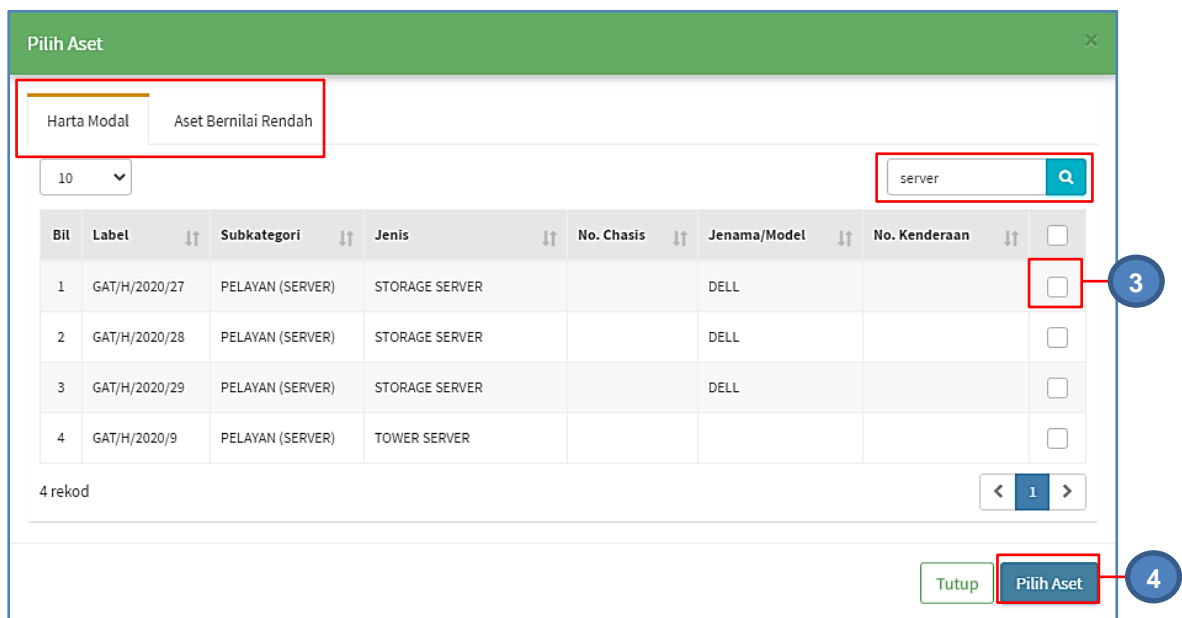 Pilih Aset ×
Harta Modal Aset Bernilai Rendah
10 server
Bil Label Subkategori Jenis No. Chasis Jenama/Model No. Kenderaan
1 GAT/H/2020/27 PELAYAN (SERVER) STORAGE SERVER DELL
3
2 GAT/H/2020/28 PELAYAN (SERVER) STORAGE SERVER DELL
3 GAT/H/2020/29 PELAYAN (SERVER) STORAGE SERVER DELL
4 GAT/H/2020/9 PELAYAN (SERVER) TOWER SERVER
4 rekod 1
Tutup Pilih Aset
4